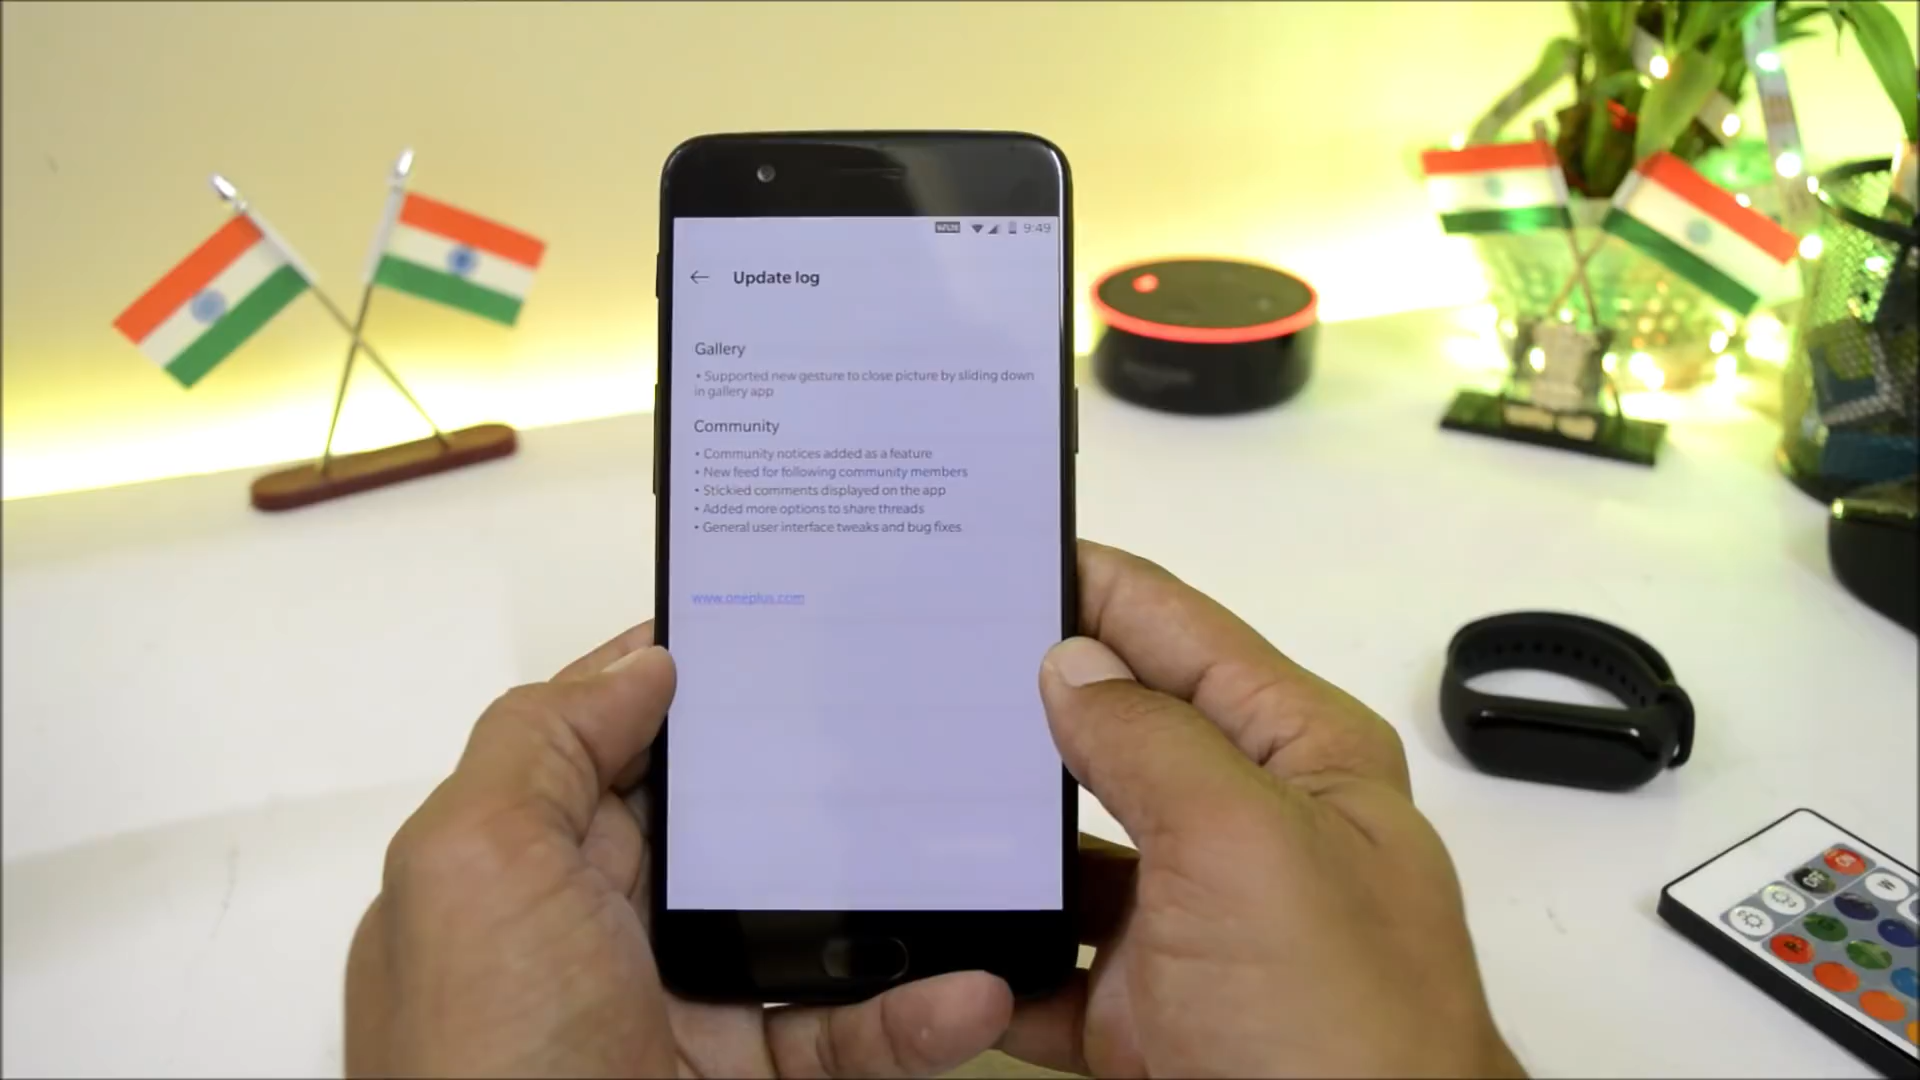 9:49
Update log
Gallery
• Supported new gesture to close picture by sliding down
in gallery app
Community
• Community notices added as a feature
• New feed for following community members
• Stickied comments displayed on the app
• Added more options to share threads
• General user interface tweaks and bug fixes
www.oneplus.com
OFF
W